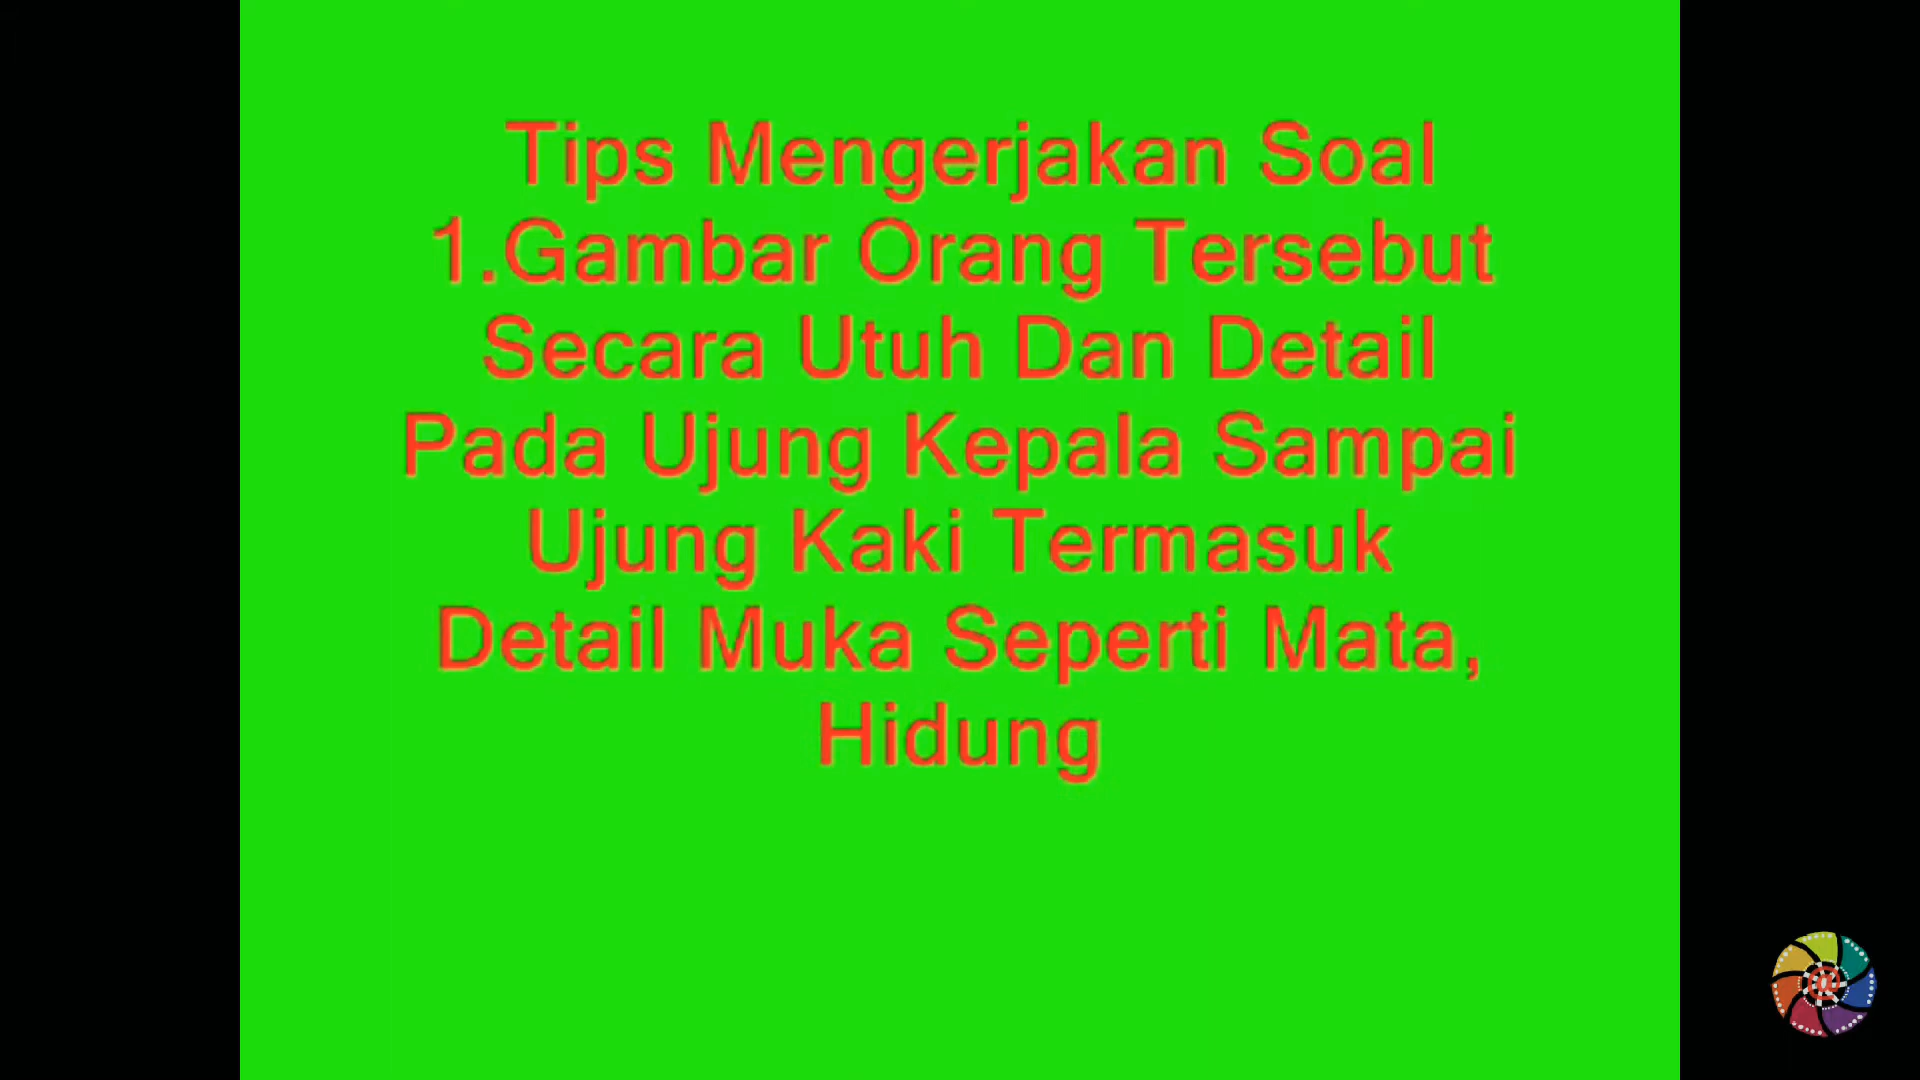 Tips Mengerjakan Soal
1.Gambar Orang Tersebut
Secara Utuh Dan Detail
Pada Ujung Kepala Sampai
Ujung Kaki Termasuk
Detail Muka Seperti Mata,
Hidung
@